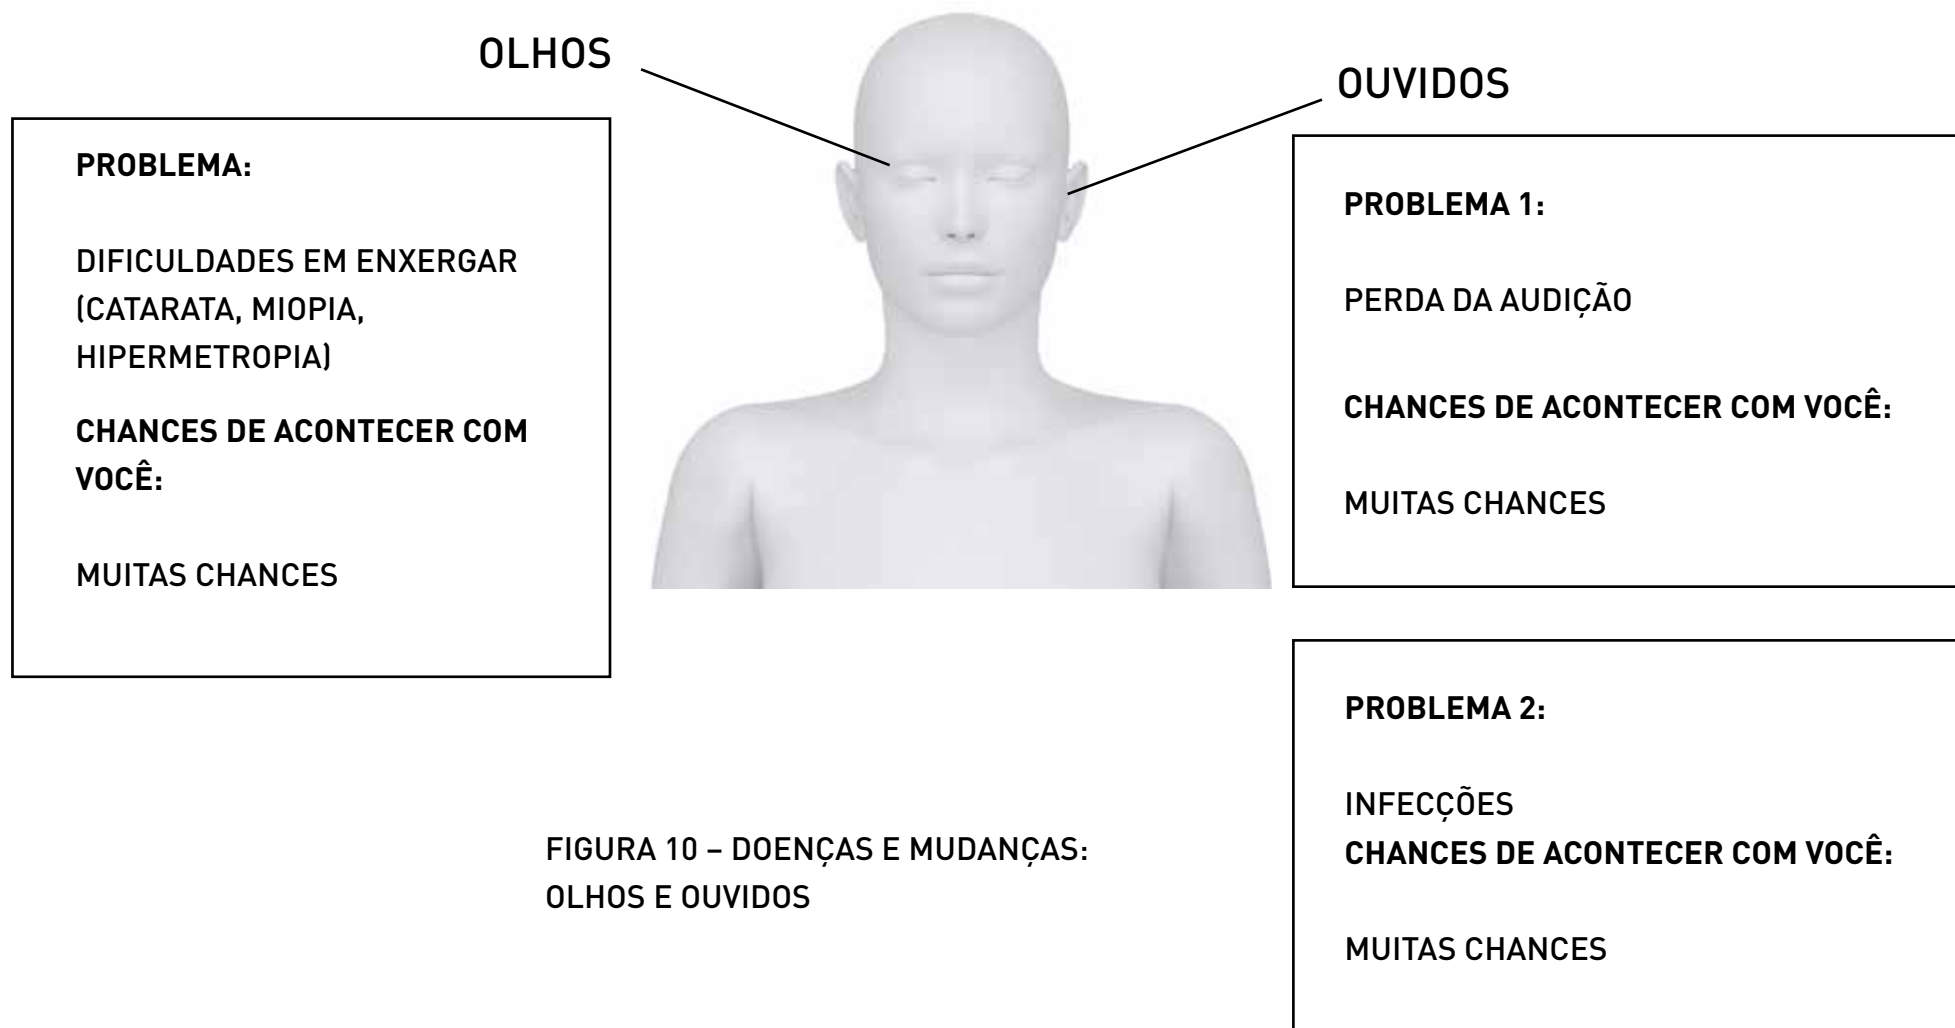 OLHOS
PROBLEMA:
DIFICULDADES EM ENXERGAR
(CATARATA, MIOPIA,
HIPERMETROPIA)
CHANCES DE ACONTECER COM
VOCÊ:
MUITAS CHANCES
OUVIDOS
PROBLEMA 1:
PERDA DA AUDIÇÃO
CHANCES DE ACONTECER COM VOCÊ:
MUITAS CHANCES
PROBLEMA 2:
INFECÇÕES
CHANCES DE ACONTECER COM VOCÊ:
MUITAS CHANCES
FIGURA 10 – DOENÇAS E MUDANÇAS:
OLHOS E OUVIDOS